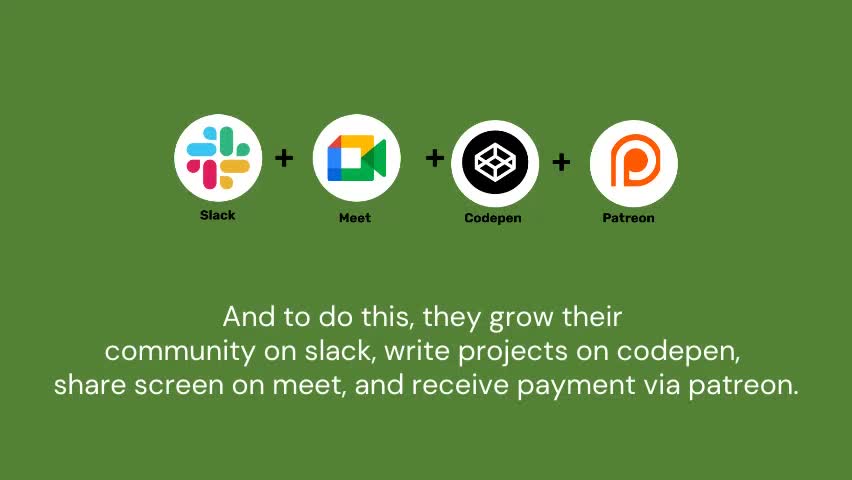 Slack
Meet
Codepen
Patreon
And to do this, they grow their
community on slack, write projects on codepen,
share screen on meet, and receive payment via patreon.